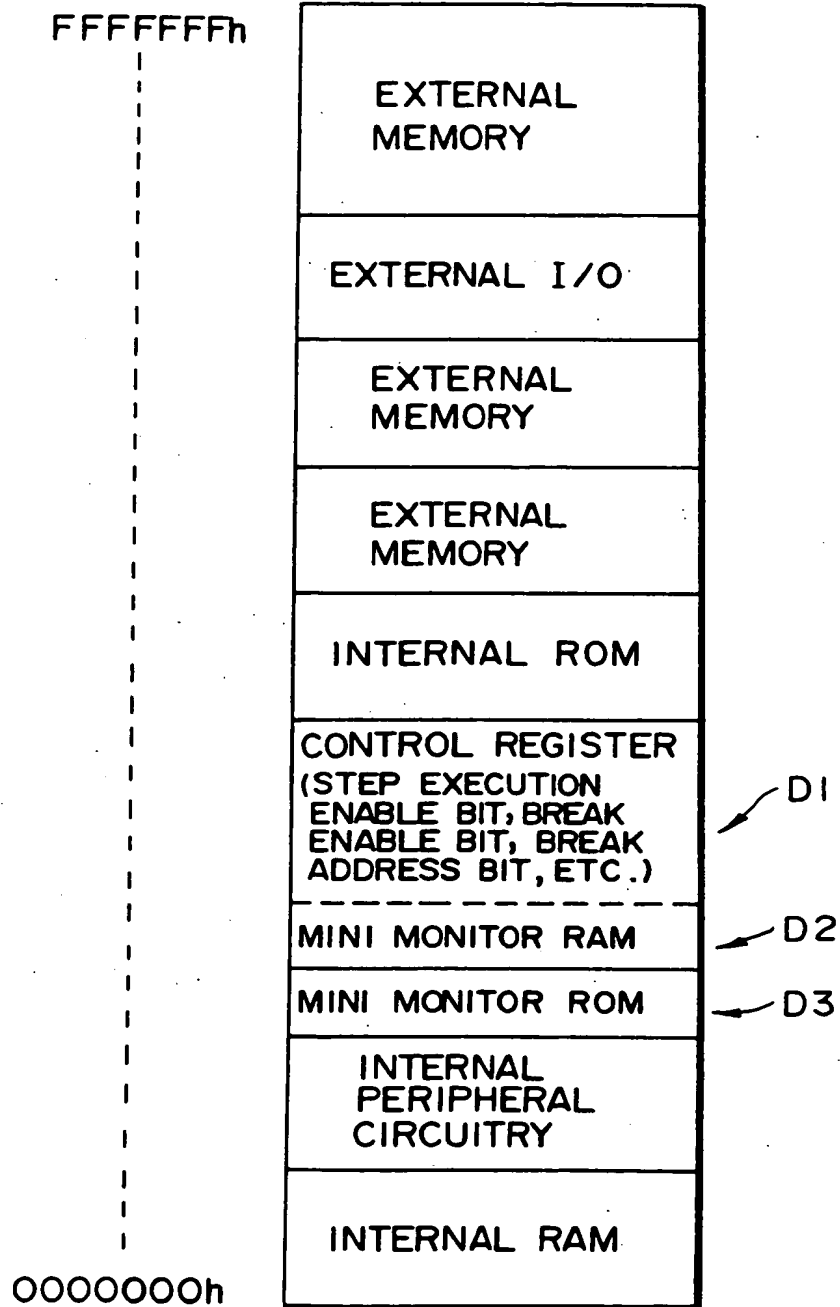 FFFFFFFh
EXTERNAL
MEMORY
EXTERNAL I/O
EXTERNAL
MEMORY
EXTERNAL
MEMORY
INTERNAL ROM
CONTROL REGISTER
(STEP EXECUTION
ENABLE BIT, BREAK
ENABLE BIT, BREAK
ADDRESS BIT, ETC.)
D1
MINI MONITOR RAM
D2
MINI MONITOR ROM
D3
INTERNAL
PERIPHERAL
CIRCUITRY
INTERNAL RAM
0000000h